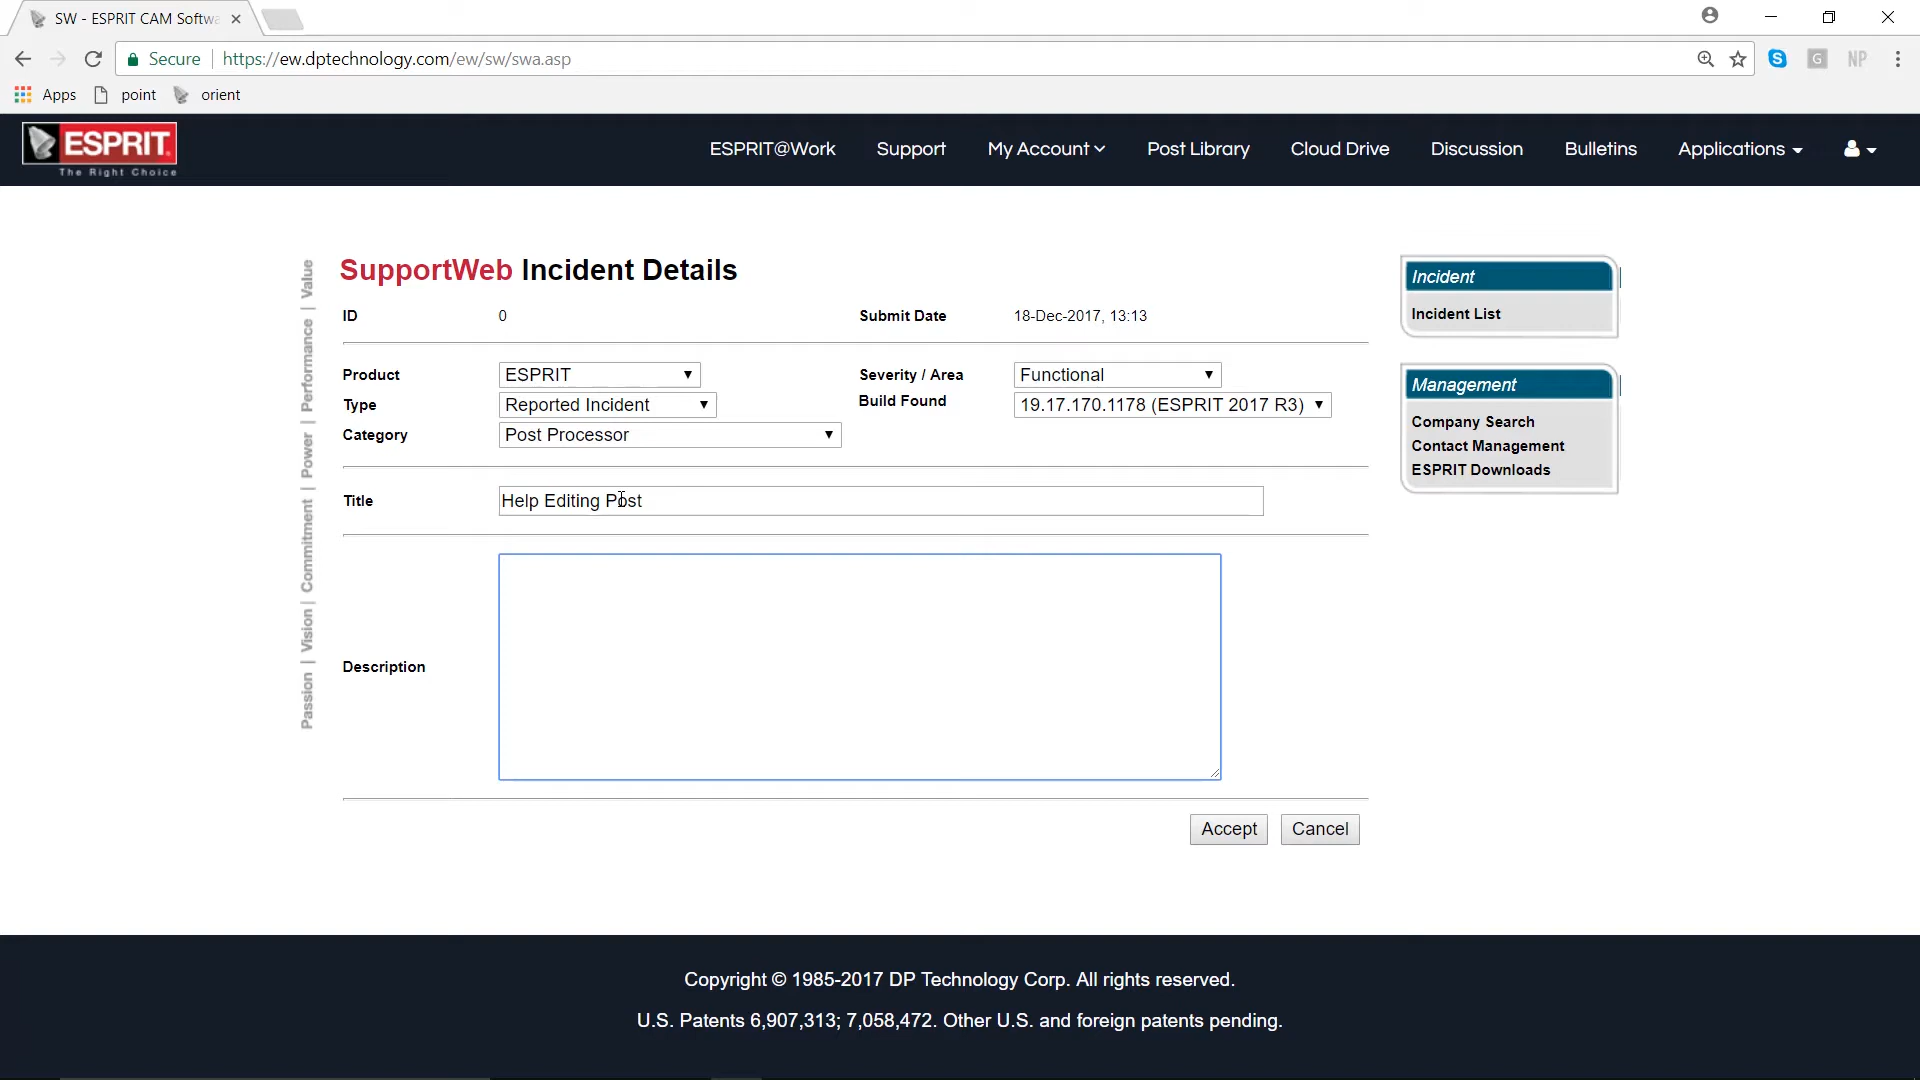 SW - ESPRIT CAM Softwa
Secure https://ew.dptechnology.com/ew/sw/swa.asp
S G NP
Apps point orient
ESPRIT
The Right Choice
ESPRIT@Work Support My Account Post Library Cloud Drive Discussion Bulletins Applications
Passion | Vision | Commitment | Power | Performance | Value
SupportWeb Incident Details
ID 0 Submit Date 18-Dec-2017, 13:13
Product ESPRIT Severity / Area Functional
Type Reported Incident Build Found 19.17.170.1178 (ESPRIT 2017 R3)
Category Post Processor
Title Help Editing Post
Description
Accept Cancel
Incident
Incident List
Management
Company Search
Contact Management
ESPRIT Downloads
Copyright © 1985-2017 DP Technology Corp. All rights reserved.
U.S. Patents 6,907,313; 7,058,472. Other U.S. and foreign patents pending.